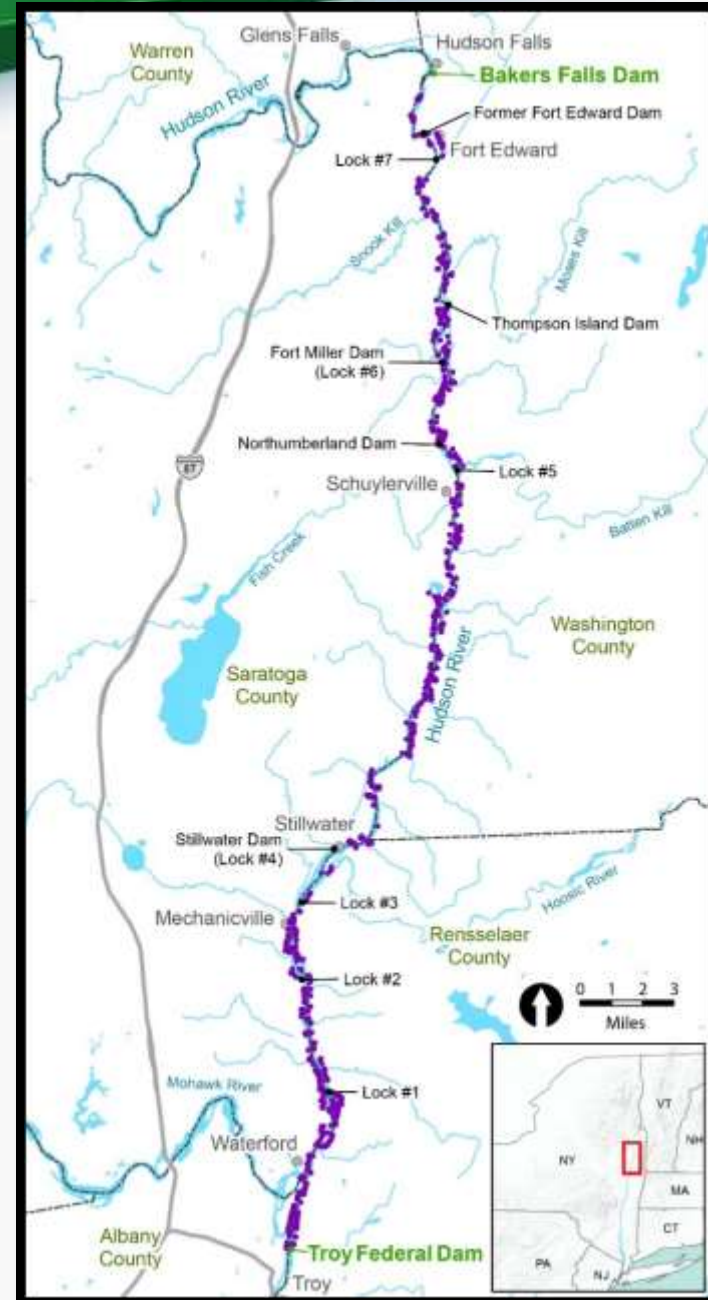 Glens Falls
Hudson Falls
Warren
County
Bakers Falls Dam
Hudson River
Former Fort Edward Dam
Fort Edward
Lock #7
Snook Kill
Moses Kill
Thompson Island Dam
Fort Miller Dam
(Lock #6)
87
Northumberland Dam
Lock #5
Schuylerville
Batten Kill
Fish Creek
Washington
County
Saratoga
County
Hudson River
Stillwater
Stillwater Dam
(Lock #4)
Hoosic River
Lock #3
Mechanicville
Rensselaer
County
Lock #2
0 1 2 3
Miles
Mohawk River
Lock #1
Waterford
Albany
County
Troy Federal Dam
Troy
VT
NH
NY
MA
CT
PA
NJ